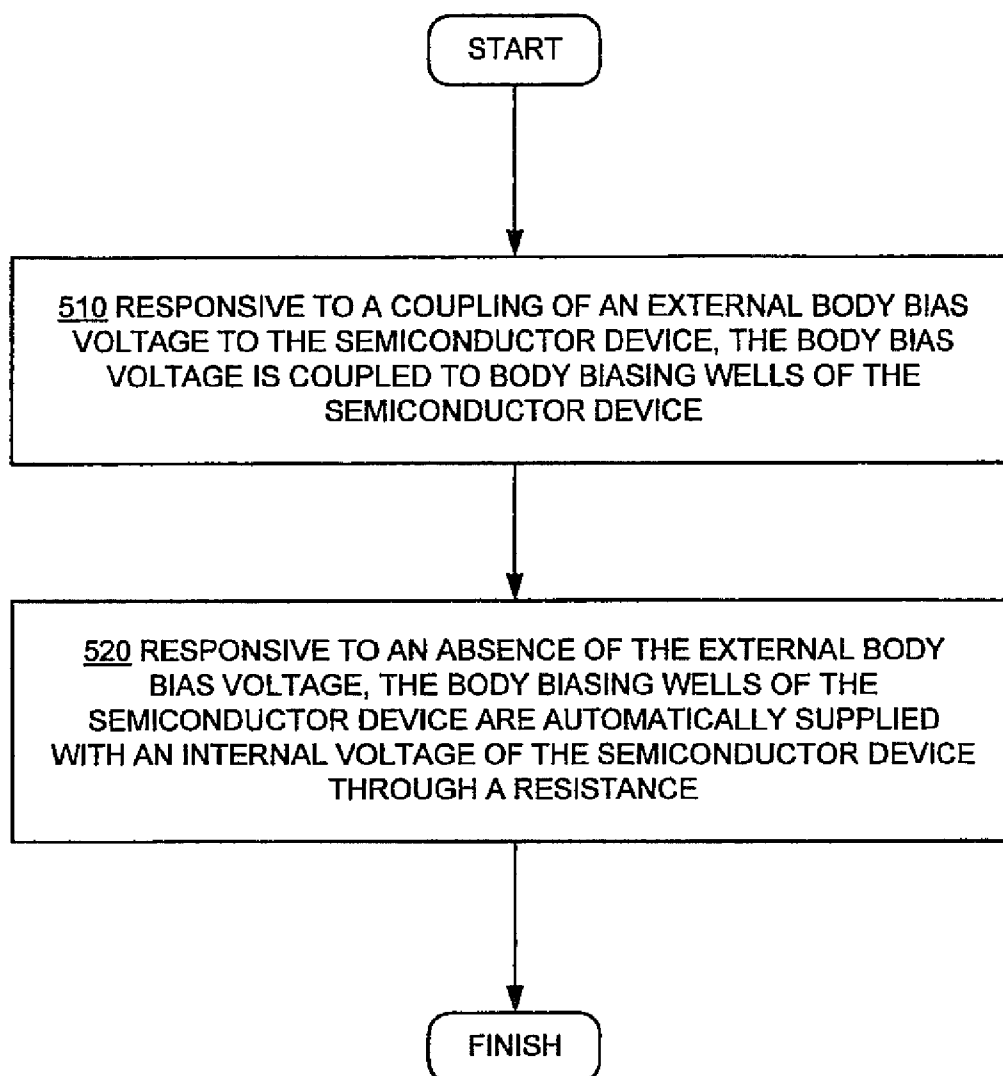 START
510 RESPONSIVE TO A COUPLING OF AN EXTERNAL BODY BIAS
VOLTAGE TO THE SEMICONDUCTOR DEVICE, THE BODY BIAS
VOLTAGE IS COUPLED TO BODY BIASING WELLS OF THE
SEMICONDUCTOR DEVICE
520 RESPONSIVE TO AN ABSENCE OF THE EXTERNAL BODY
BIAS VOLTAGE, THE BODY BIASING WELLS OF THE
SEMICONDUCTOR DEVICE ARE AUTOMATICALLY SUPPLIED
WITH AN INTERNAL VOLTAGE OF THE SEMICONDUCTOR DEVICE
THROUGH A RESISTANCE
FINISH